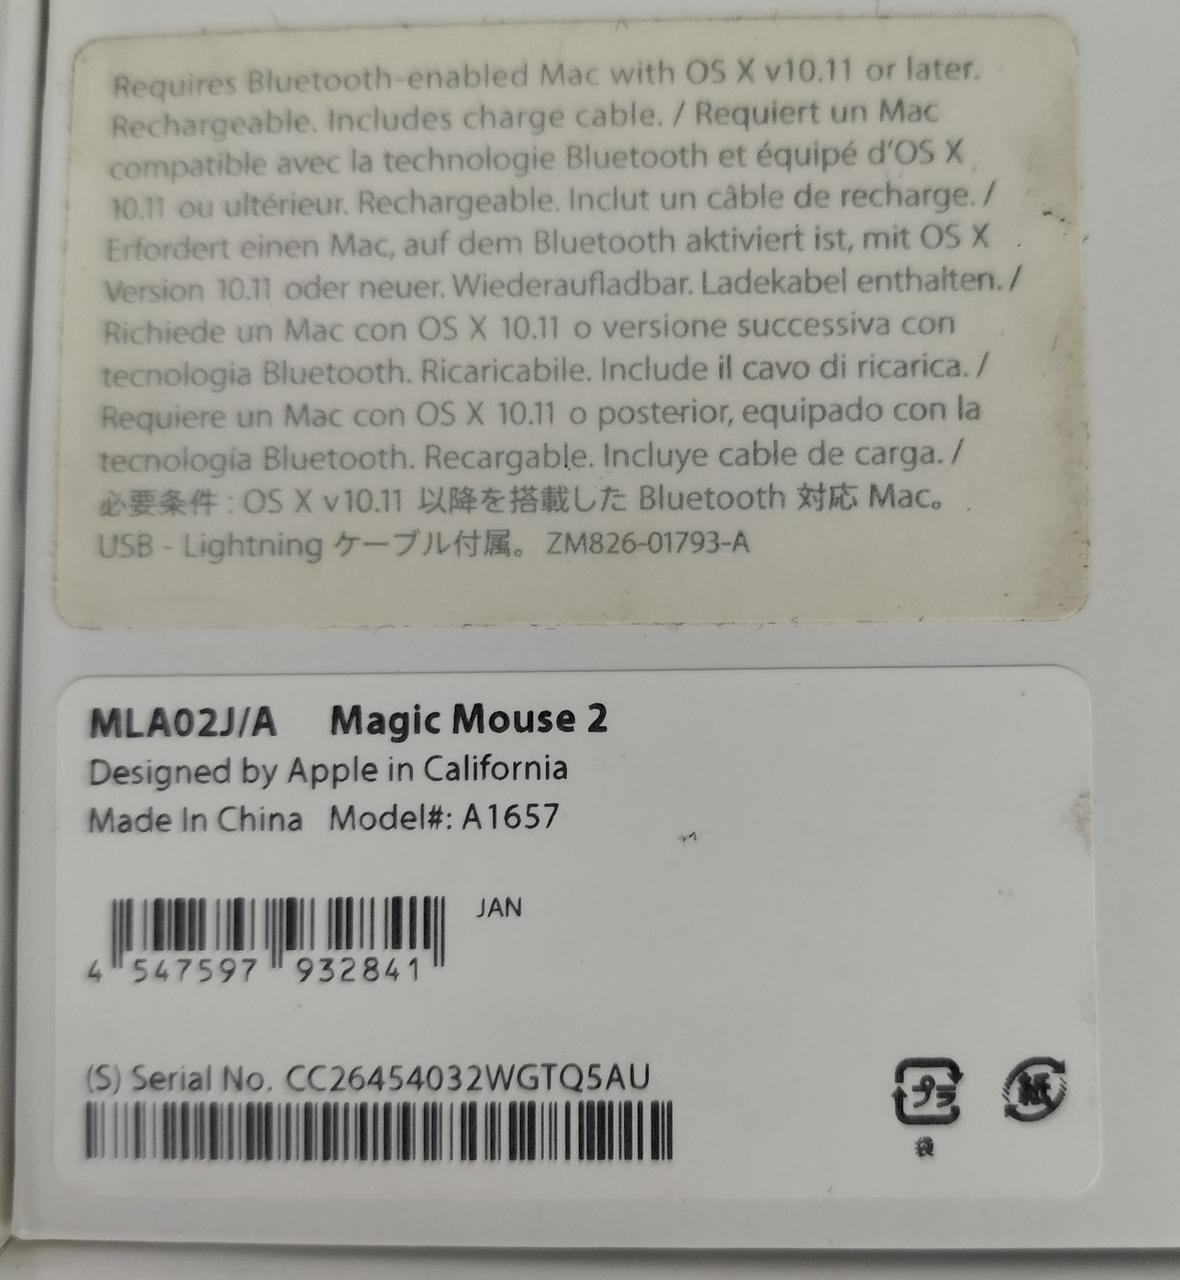 Requires Bluetooth-enabled Mac with OS X v10.11 or later.
Rechargeable. Includes charge cable. / Requiert un Mac
compatible avec la technologie Bluetooth et équipé d'OS X
10.11 ou ultérieur. Rechargeable. Inclut un câble de recharge. /
Erfordert einen Mac, auf dem Bluetooth aktiviert ist, mit OS X
Version 10.11 oder neuer. Wiederaufladbar. Ladekabel enthalten. /
Richiede un Mac con OS X 10.11 o versione successiva con
tecnologia Bluetooth. Ricaricabile. Include il cavo di ricarica. /
Requiere un Mac con OS X 10.11 o posterior, equipado con la
tecnología Bluetooth. Recargable. Incluye cable de carga. /
必要条件 : OS X v10.11 以降を搭載した Bluetooth 対応 Mac。
USB - Lightning ケーブル付属。 ZM826-01793-A
MLA02J/A Magic Mouse 2
Designed by Apple in California
Made In China Model#: A1657
JAN
4 547597 932841
(S) Serial No. CC26454032WGTQ5AU
プラ 紙
袋